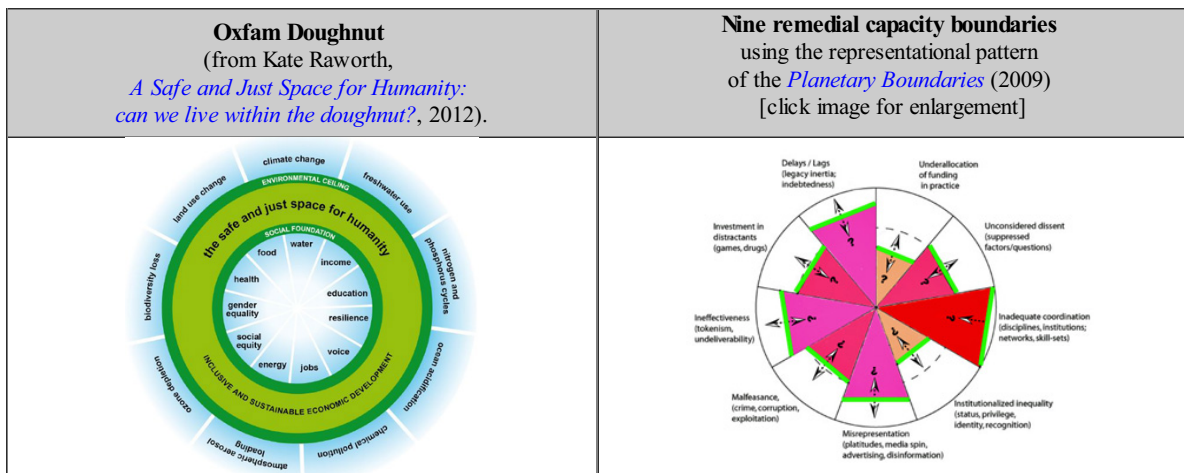 Oxfam Doughnut
(from Kate Raworth,
A Safe and Just Space for Humanity:
can we live within the doughnut?, 2012).
Nine remedial capacity boundaries
using the representational pattern
of the Planetary Boundaries (2009)
[click image for enlargement]
climate change
freshwater use
nitrogen and
phosphorus cycles
ocean acidification
chemical pollution
atmospheric aerosol
loading
ozone depletion
biodiversity loss
land use change
ENVIRONMENTAL CEILING
the safe and just space for humanity
SOCIAL FOUNDATION
water
income
education
resilience
voice
jobs
energy
social
equity
gender
equality
health
food
INCLUSIVE AND SUSTAINABLE ECONOMIC DEVELOPMENT
Delays / Lags
(legacy inertia;
indebtedness)
Underallocation
of funding
in practice
Unconsidered dissent
(suppressed
factors/questions)
Inadequate coordination
(disciplines, institutions;
networks, skill-sets)
Institutionalized inequality
(status, privilege,
identity, recognition)
Misrepresentation
(platitudes, media spin,
advertising, disinformation)
Malfeasance,
(crime, corruption,
exploitation)
Ineffectiveness
(tokenism,
undeliverability)
Investment in
distractants
(games, drugs)
?
?
?
?
?
?
?
?
?